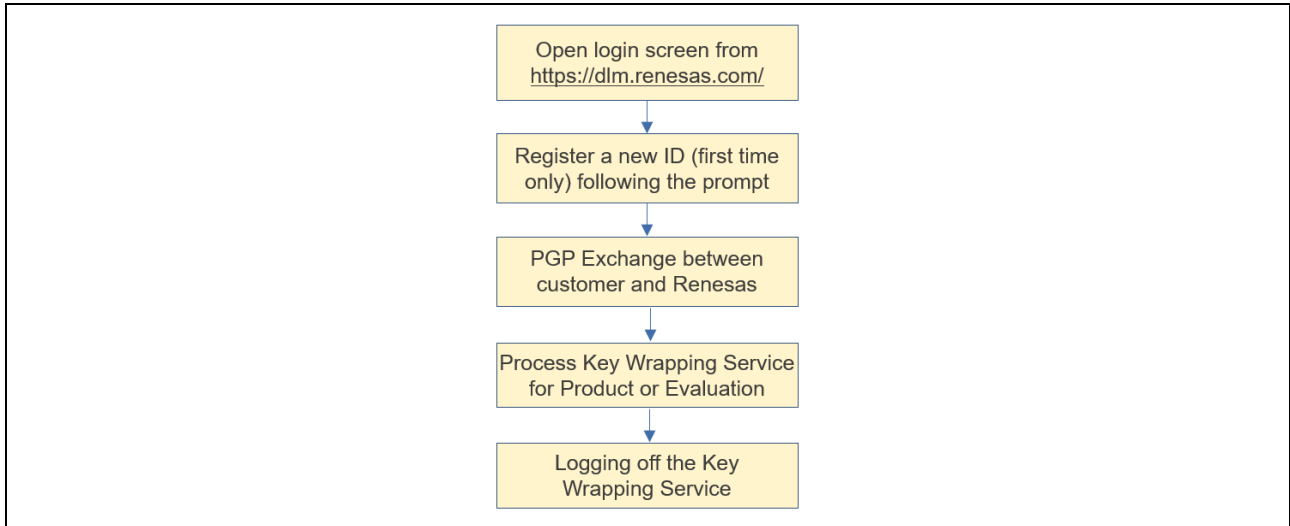 Open login screen from
https://dlm.renesas.com/
Register a new ID (first time
only) following the prompt
PGP Exchange between
customer and Renesas
Process Key Wrapping Service
for Product or Evaluation
Logging off the Key
Wrapping Service